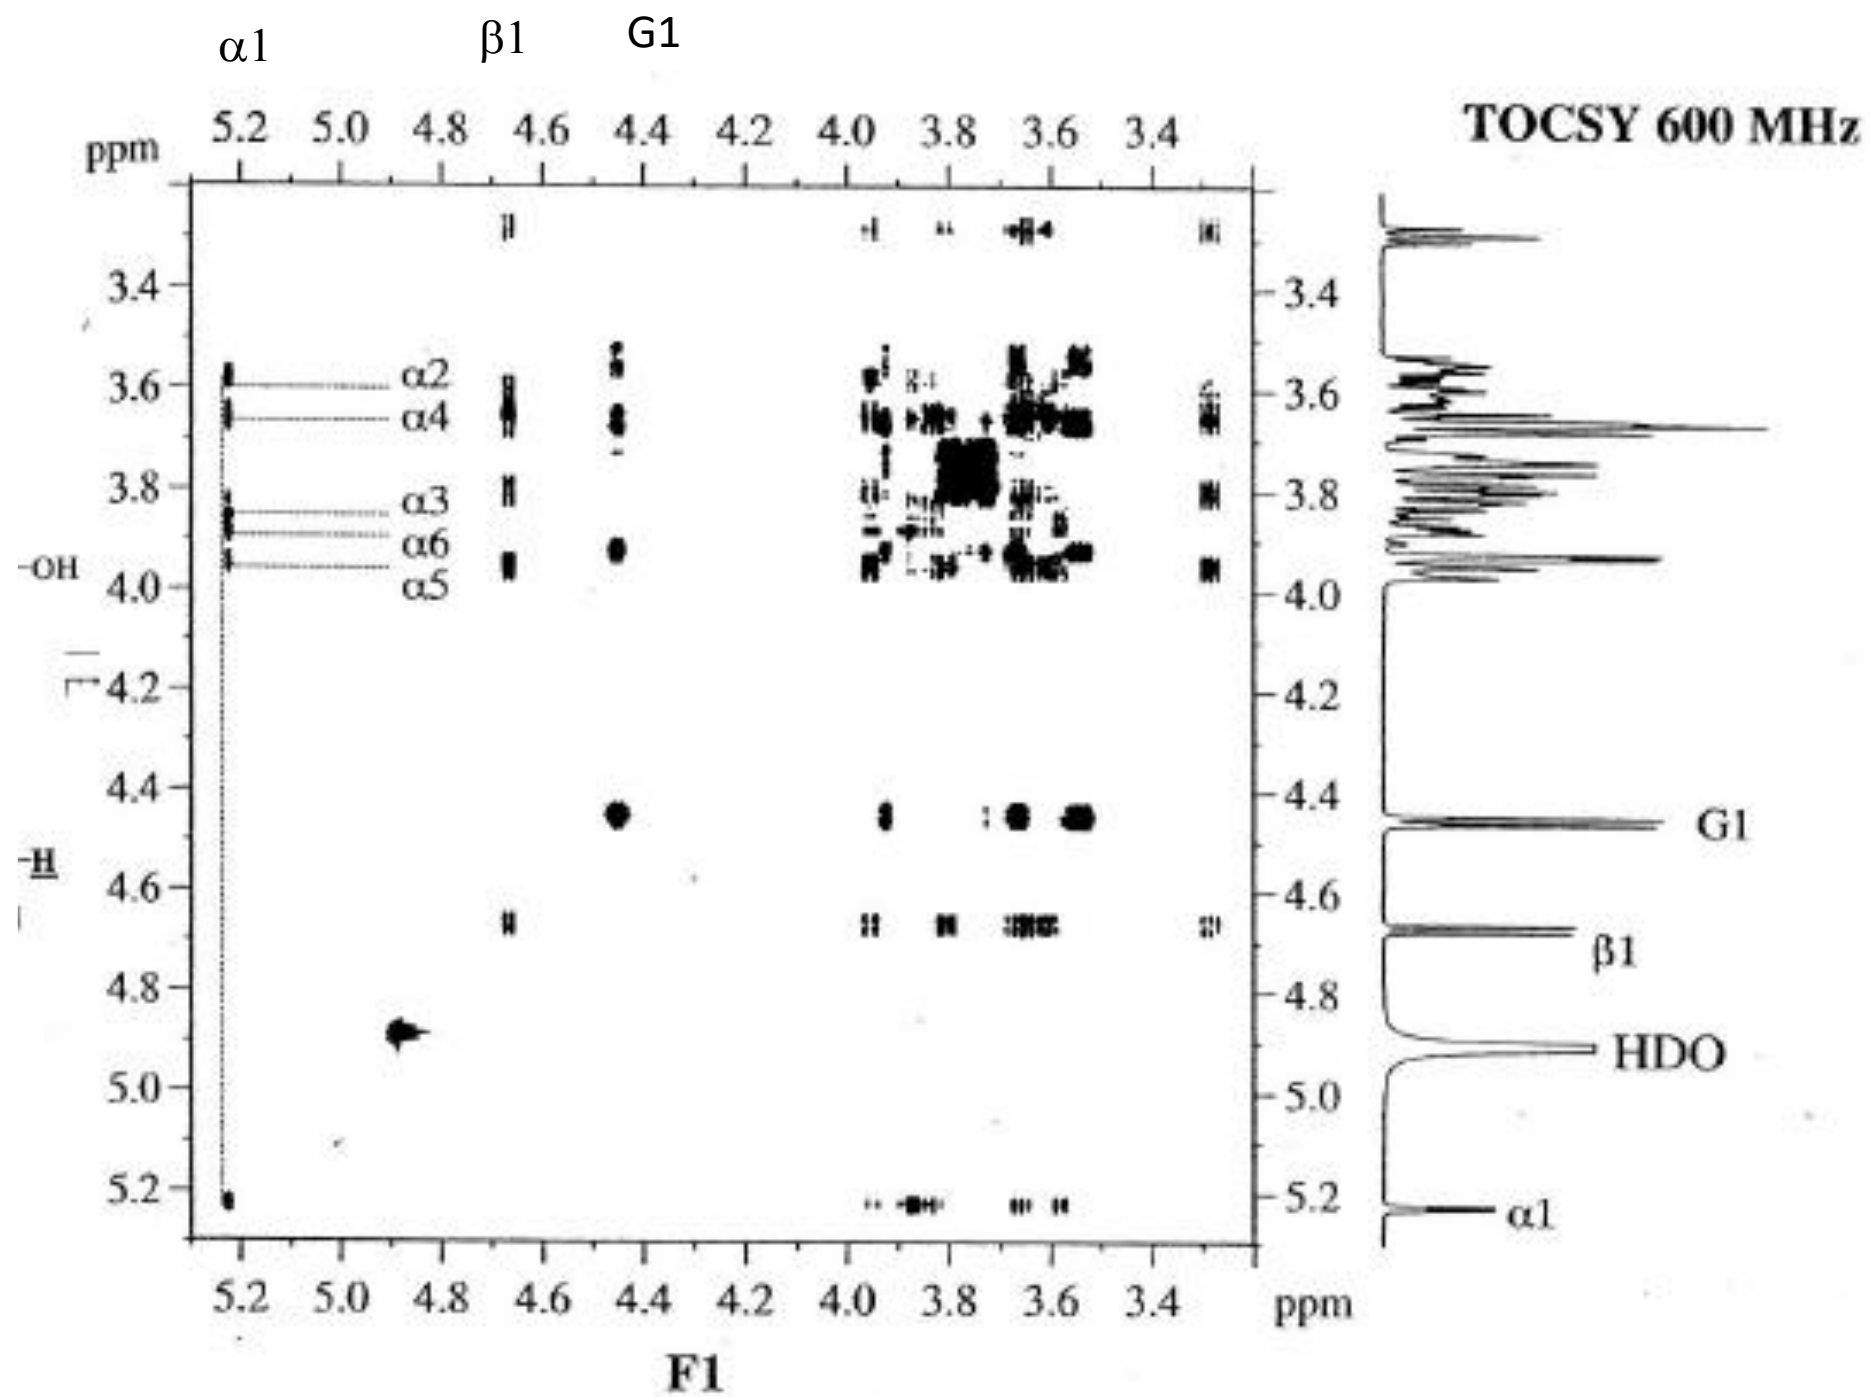 α1 β1 G1
ppm 5.2 5.0 4.8 4.6 4.4 4.2 4.0 3.8 3.6 3.4
TOCSY 600 MHz
3.4 3.4
3.6 α2 3.6
α4
3.8 α3 3.8
α6
-OH α5
4.0 4.0
4.2 4.2
4.4 4.4
G1
-H
4.6 4.6
β1
4.8 4.8
HDO
5.0 5.0
5.2 5.2
α1
5.2 5.0 4.8 4.6 4.4 4.2 4.0 3.8 3.6 3.4 ppm
F1